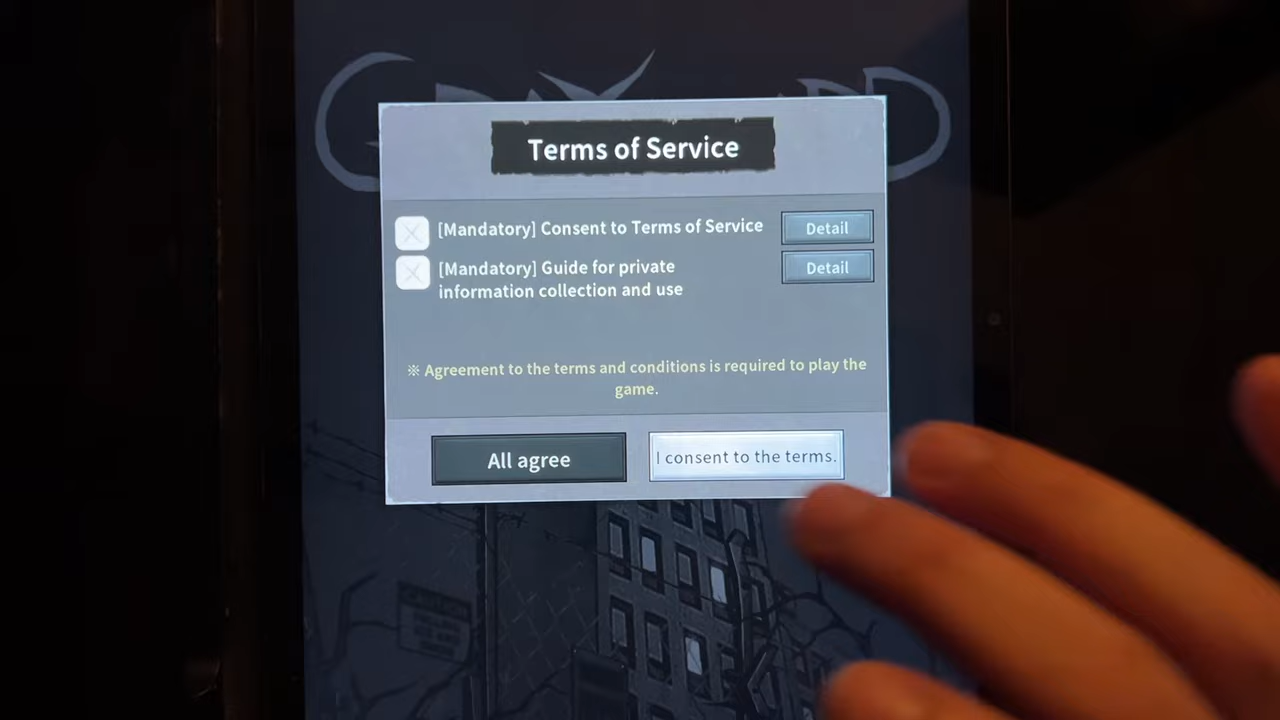 Terms of Service
[Mandatory] Consent to Terms of Service
Detail
[Mandatory] Guide for private
information collection and use
Detail
※ Agreement to the terms and conditions is required to play the
game.
All agree
I consent to the terms.
CAUTION